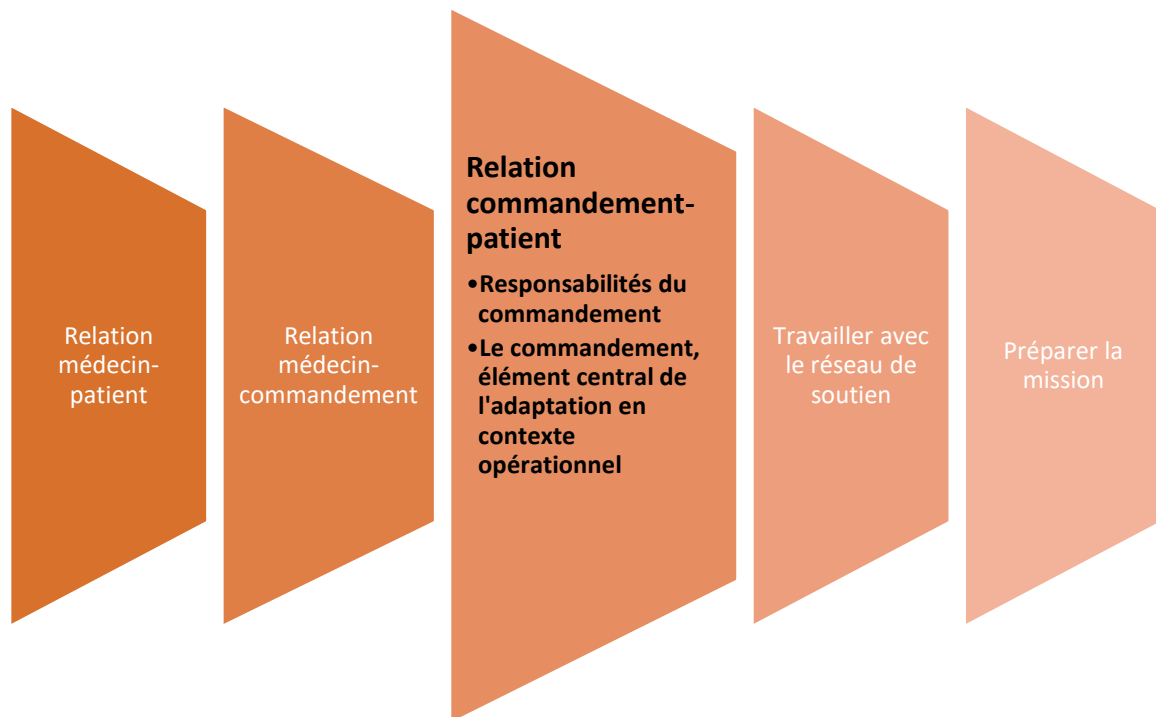 Relation
médecin-
patient
Relation
médecin-
commandement
Relation
commandement-
patient
•Responsabilités du
commandement
•Le commandement,
élément central de
l'adaptation en
contexte
opérationnel
Travailler avec
le réseau de
soutien
Préparer la
mission